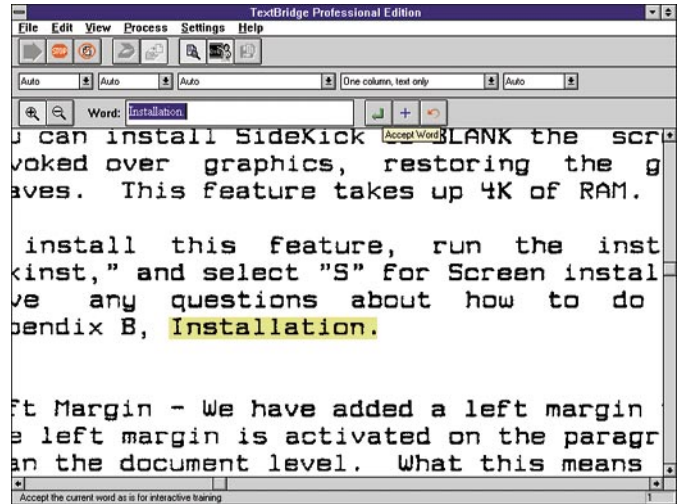 TextBridge Professional Edition
File Edit View Process Settings Help
STOP
Auto Auto Auto One column, text only Auto
Word: Installation.
Accept Word
can install SideKick BLANK the scr
voked over graphics, restoring the g
aves. This feature takes up 4K of RAM.
install this feature, run the inst
kinst," and select "S" for Screen instal
ve any questions about how to do
pendix B, Installation.
ft Margin - We have added a left margin
e left margin is activated on the paragr
an the document level. What this means
Accept the current word as is for interactive training 1